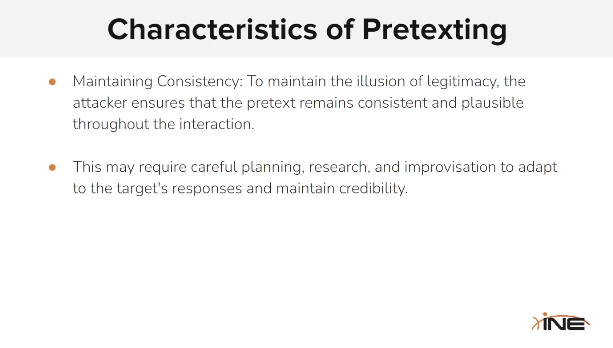 Characteristics of Pretexting
● Maintaining Consistency: To maintain the illusion of legitimacy, the
attacker ensures that the pretext remains consistent and plausible
throughout the interaction.
● This may require careful planning, research, and improvisation to adapt
to the target's responses and maintain credibility.
INE